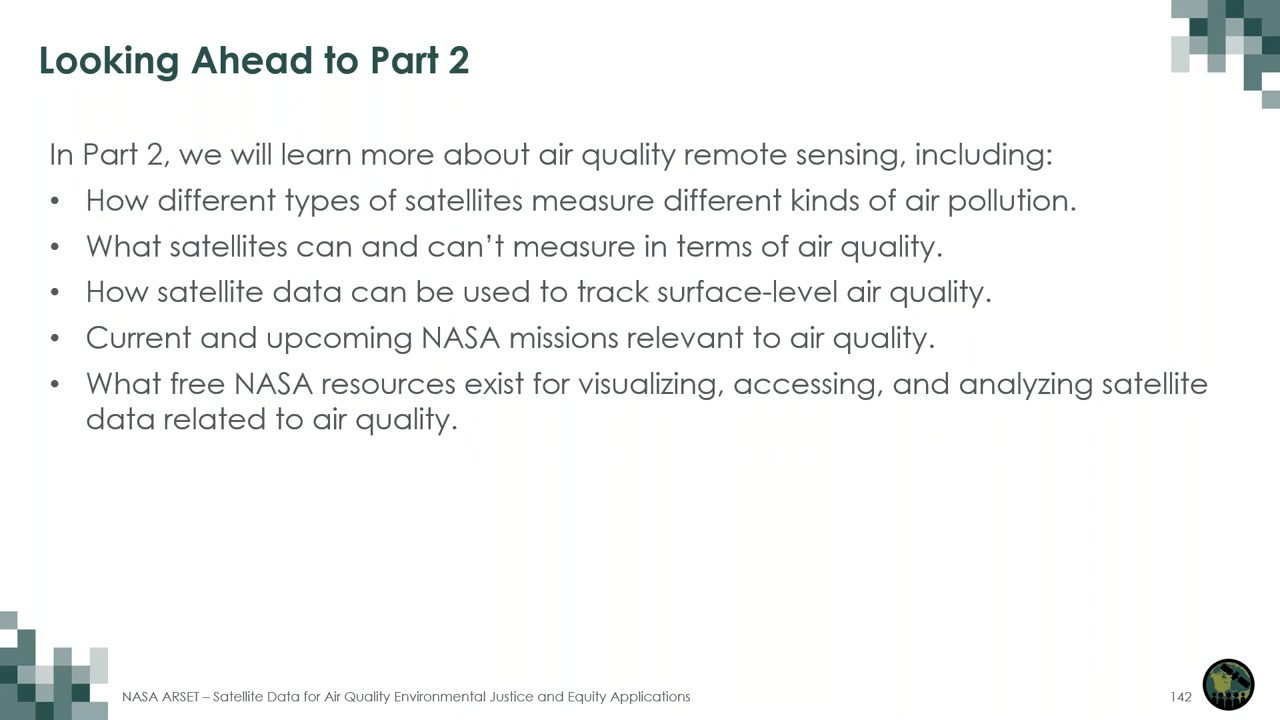 Looking Ahead to Part 2
In Part 2, we will learn more about air quality remote sensing, including:
• How different types of satellites measure different kinds of air pollution.
• What satellites can and can’t measure in terms of air quality.
• How satellite data can be used to track surface-level air quality.
• Current and upcoming NASA missions relevant to air quality.
• What free NASA resources exist for visualizing, accessing, and analyzing satellite
data related to air quality.
NASA ARSET – Satellite Data for Air Quality Environmental Justice and Equity Applications
142